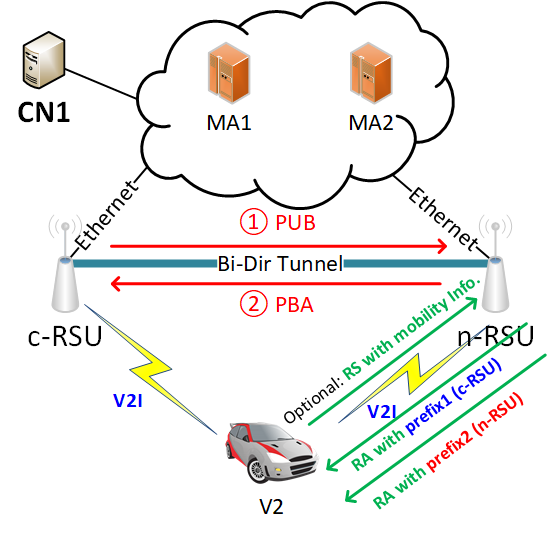 CN1
MA1
MA2
Ethernet
Ethernet
① PUB
Bi-Dir Tunnel
② PBA
c-RSU
n-RSU
Optional: RS with mobility Info.
V2I
V2I
RA with prefix1 (c-RSU)
RA with prefix2 (n-RSU)
V2